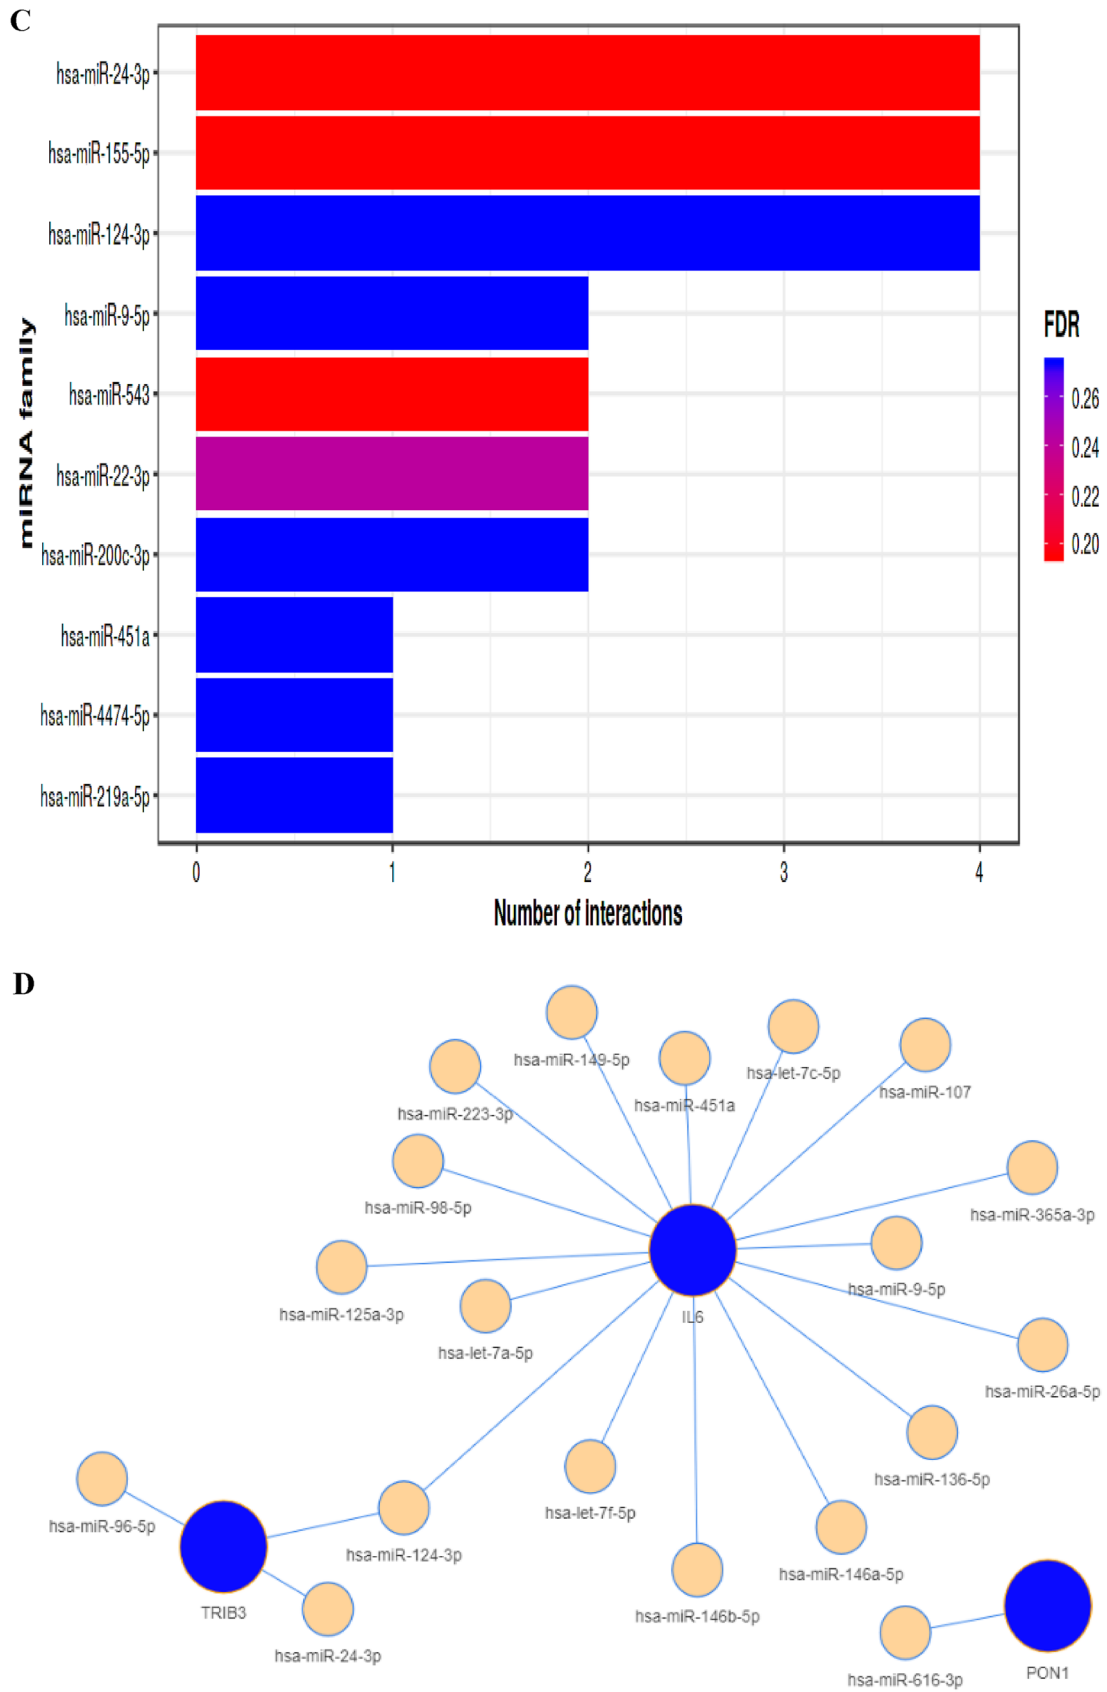 C
hsa-miR-24-3p
hsa-miR-155-5p
hsa-miR-124-3p
hsa-miR-9-5p
hsa-miR-543
hsa-miR-22-3p
hsa-miR-200c-3p
hsa-miR-451a
hsa-miR-4474-5p
hsa-miR-219a-5p
miRNA family
0 1 2 3 4
Number of interactions
FDR
0.26
0.24
0.22
0.20
D
hsa-miR-149-5p
hsa-let-7c-5p
hsa-miR-107
hsa-miR-451a
hsa-miR-223-3p
hsa-miR-98-5p
hsa-miR-365a-3p
hsa-miR-9-5p
hsa-miR-125a-3p
IL6
hsa-let-7a-5p
hsa-miR-26a-5p
hsa-miR-136-5p
hsa-let-7f-5p
hsa-miR-96-5p
hsa-miR-124-3p
hsa-miR-146a-5p
TRIB3
hsa-miR-146b-5p
hsa-miR-24-3p
hsa-miR-616-3p
PON1